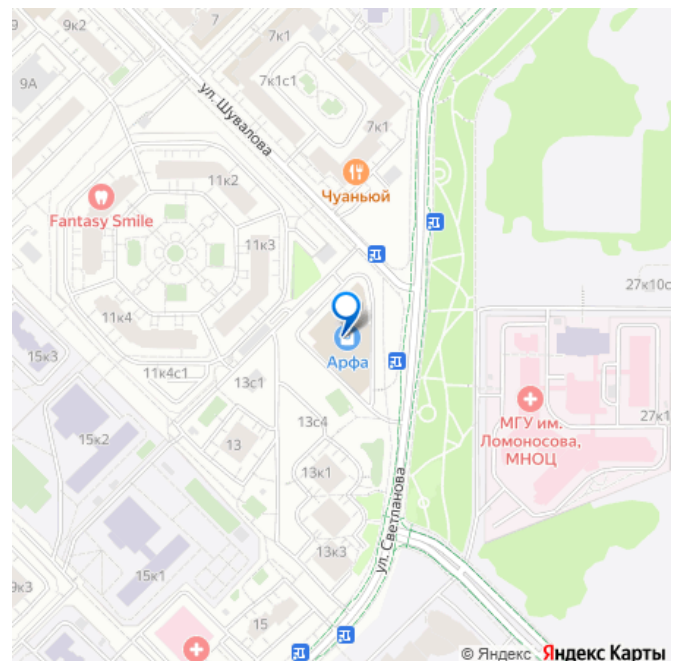 9к2
7
7к1
9А
7к1с1
ул. Шувалова
7к1
Чуаньюй
11к2
Fantasy Smile
11к3
27к10с
11к4
Арфа
15к3
11к4с1
13с1
МГУ им.
Ломоносова,
МНОЦ
27к1
13с4
15к2
13
13к1
ул. Светланова
13к3
15к1
9к3
15
© Яндекс Яндекс Карты